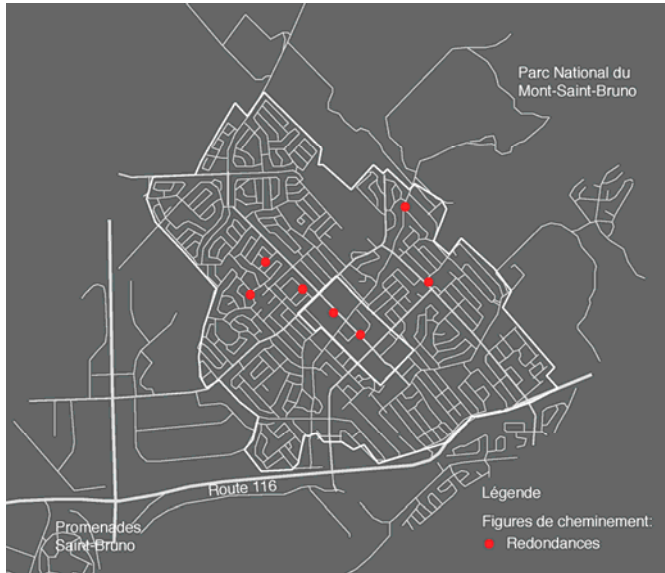 Parc National du
Mont-Saint-Bruno
Route 116
Promenades
Saint-Bruno
Légende
Figures de cheminement:
Redondances